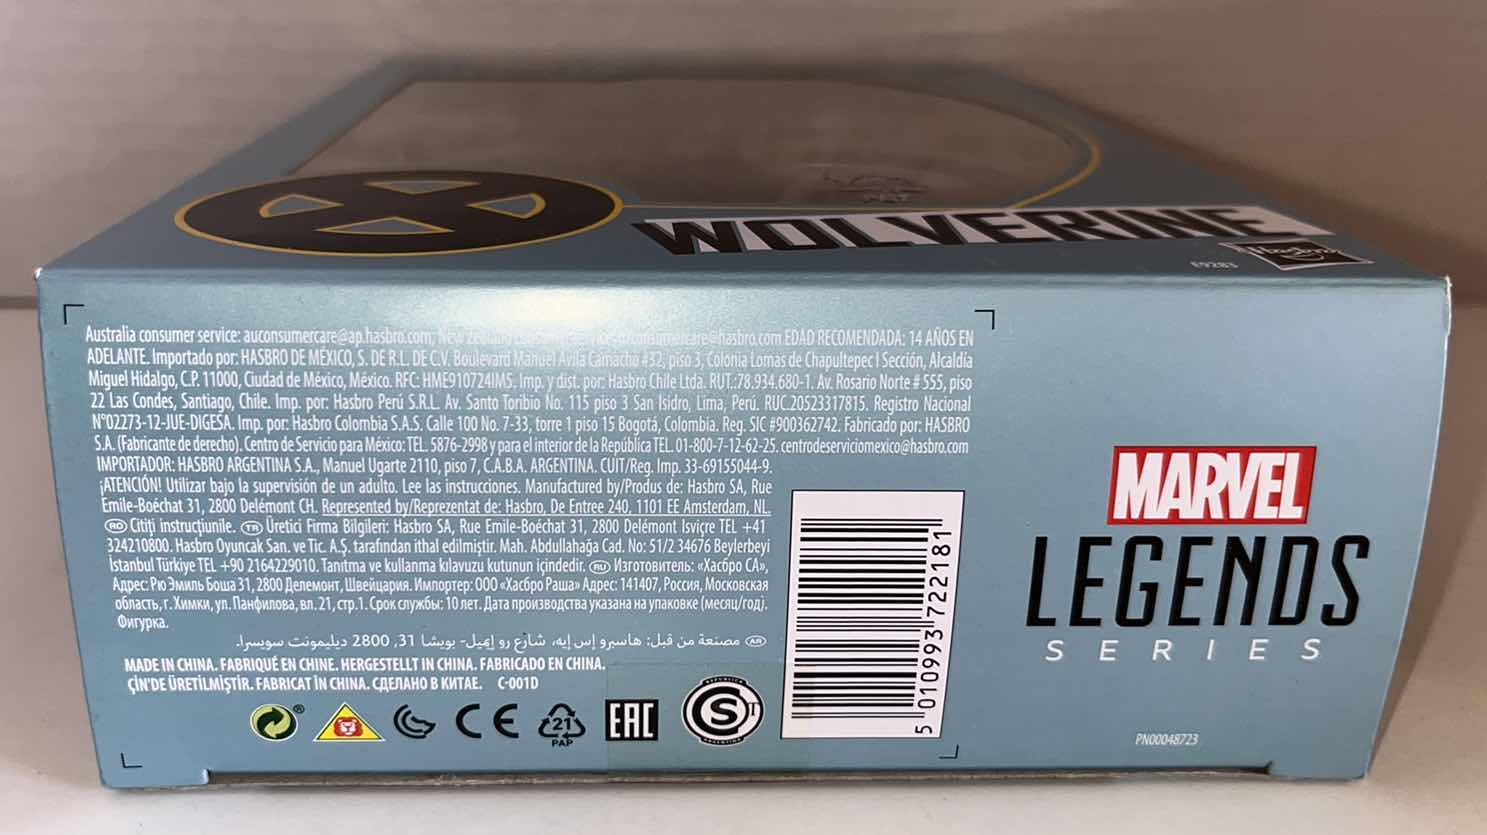 WOLVERINE
Hasbro
E9283
Australia consumer service: auconsumercare@ap.hasbro.com, New Zealand consumer service: EDAD RECOMENDADA: 14 AÑOS EN
ADELANTE. Importado por: HASBRO DE MÉXICO, S. DE R.L. DE C.V. Boulevard Manuel Ávila Camacho #32, piso 3, Colonia Lomas de Chapultepec I Sección, Alcaldía
Miguel Hidalgo, C.P. 11000, Ciudad de México, México. RFC: HME910724IM5. Imp. y dist. por: Hasbro Chile Ltda. RUT.:78.934.680-1. Av. Rosario Norte # 555, piso
22 Las Condes, Santiago, Chile. Imp. por: Hasbro Perú S.R.L. Av. Santo Toribio No. 115 piso 3 San Isidro, Lima, Perú. RUC.20523317815. Registro Nacional
N°02273-12-JUE-DIGESA. Imp. por: Hasbro Colombia S.A.S. Calle 100 No. 7-33, torre 1 piso 15 Bogotá, Colombia. Reg. SIC #900362742. Fabricado por: HASBRO
S.A. (Fabricante de derecho). Centro de Servicio para México: TEL. 5876-2998 y para el interior de la República TEL. 01-800-7-12-62-25. centrodeserviciomexico@hasbro.com
IMPORTADOR: HASBRO ARGENTINA S.A., Manuel Ugarte 2110, piso 7, C.A.B.A. ARGENTINA. CUIT/Reg. Imp. 33-69155044-9.
¡ATENCIÓN! Utilizar bajo la supervisión de un adulto. Lee las instrucciones. Manufactured by/Produs de: Hasbro SA, Rue
Emile-Boéchat 31, 2800 Delémont CH. Represented by/Reprezentat de: Hasbro, De Entree 240, 1101 EE Amsterdam, NL.
RO Citiți instrucțiunile. TR Üretici Firma Bilgileri: Hasbro SA, Rue Emile-Boéchat 31, 2800 Delémont İsviçre TEL +41
324210800. Hasbro Oyuncak San. ve Tic. A.Ş. tarafından ithal edilmiştir. Mah. Abdullahağa Cad. No: 51/2 34676 Beylerbeyi
İstanbul Türkiye TEL +90 2164229010. Tanıtma ve kullanma kılavuzu kutunun içindedir. RU Изготовитель: «Хасбро СА»,
Адрес: Рю Эмиль Боша 31, 2800 Делемонт, Швейцария. Импортер: ООО «Хасбро Раша» Адрес: 141407, Россия, Московская
область, г. Химки, ул. Панфилова, вл. 21, стр.1. Срок службы: 10 лет. Дата производства указана на упаковке (месяц/год).
Фигурка.
AR مصنعة من قبل: هاسبرو إس إيه، شارع رو إيميل- بويشا 31, 2800 ديليمونت سويسرا.
MADE IN CHINA. FABRIQUÉ EN CHINE. HERGESTELLT IN CHINA. FABRICADO EN CHINA.
ÇİN'DE ÜRETİLMİŞTİR. FABRICAT ÎN CHINA. СДЕЛАНО В КИТАЕ. C-001D
CE 21 PAP EAC REPUBLICA S ARGENTINA
5 010993 722181
MARVEL
LEGENDS
SERIES
PN00048723